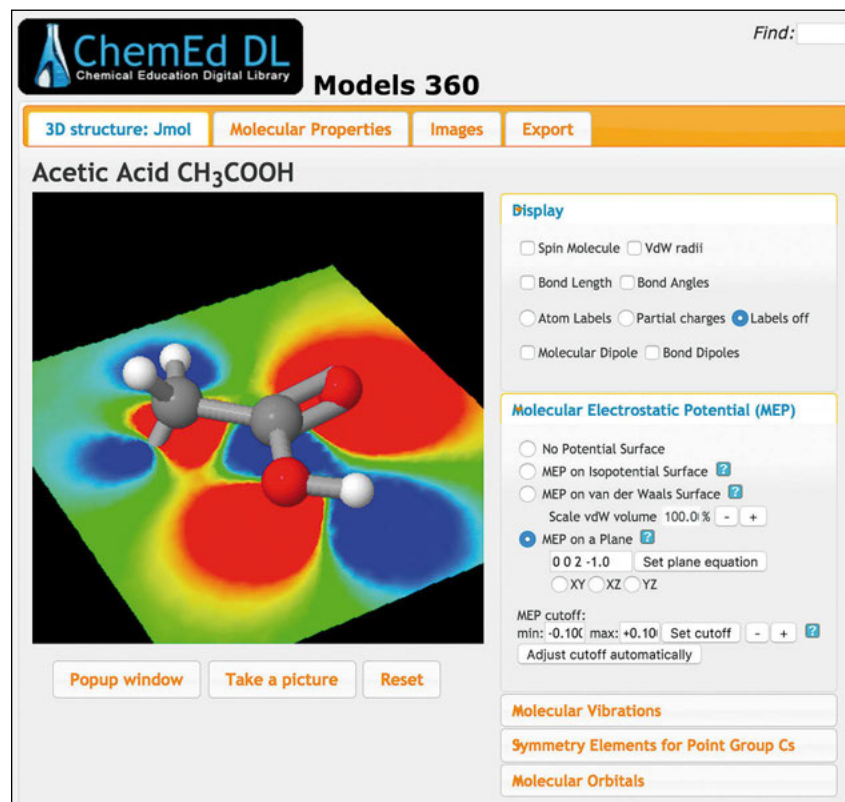 ChemEd DL
Chemical Education Digital Library
Models 360
Find:
3D structure: Jmol
Molecular Properties
Images
Export
Acetic Acid CH₃COOH
Display
Spin Molecule VdW radii
Bond Length Bond Angles
Atom Labels Partial charges Labels off
Molecular Dipole Bond Dipoles
Molecular Electrostatic Potential (MEP)
No Potential Surface
MEP on Isopotential Surface ?
MEP on van der Waals Surface ?
Scale vdW volume 100.0 % - +
MEP on a Plane ?
0 0 2 -1.0 Set plane equation
XY XZ YZ
MEP cutoff:
min: -0.100 max: +0.10 Set cutoff - + ?
Adjust cutoff automatically
Popup window
Take a picture
Reset
Molecular Vibrations
Symmetry Elements for Point Group Cs
Molecular Orbitals